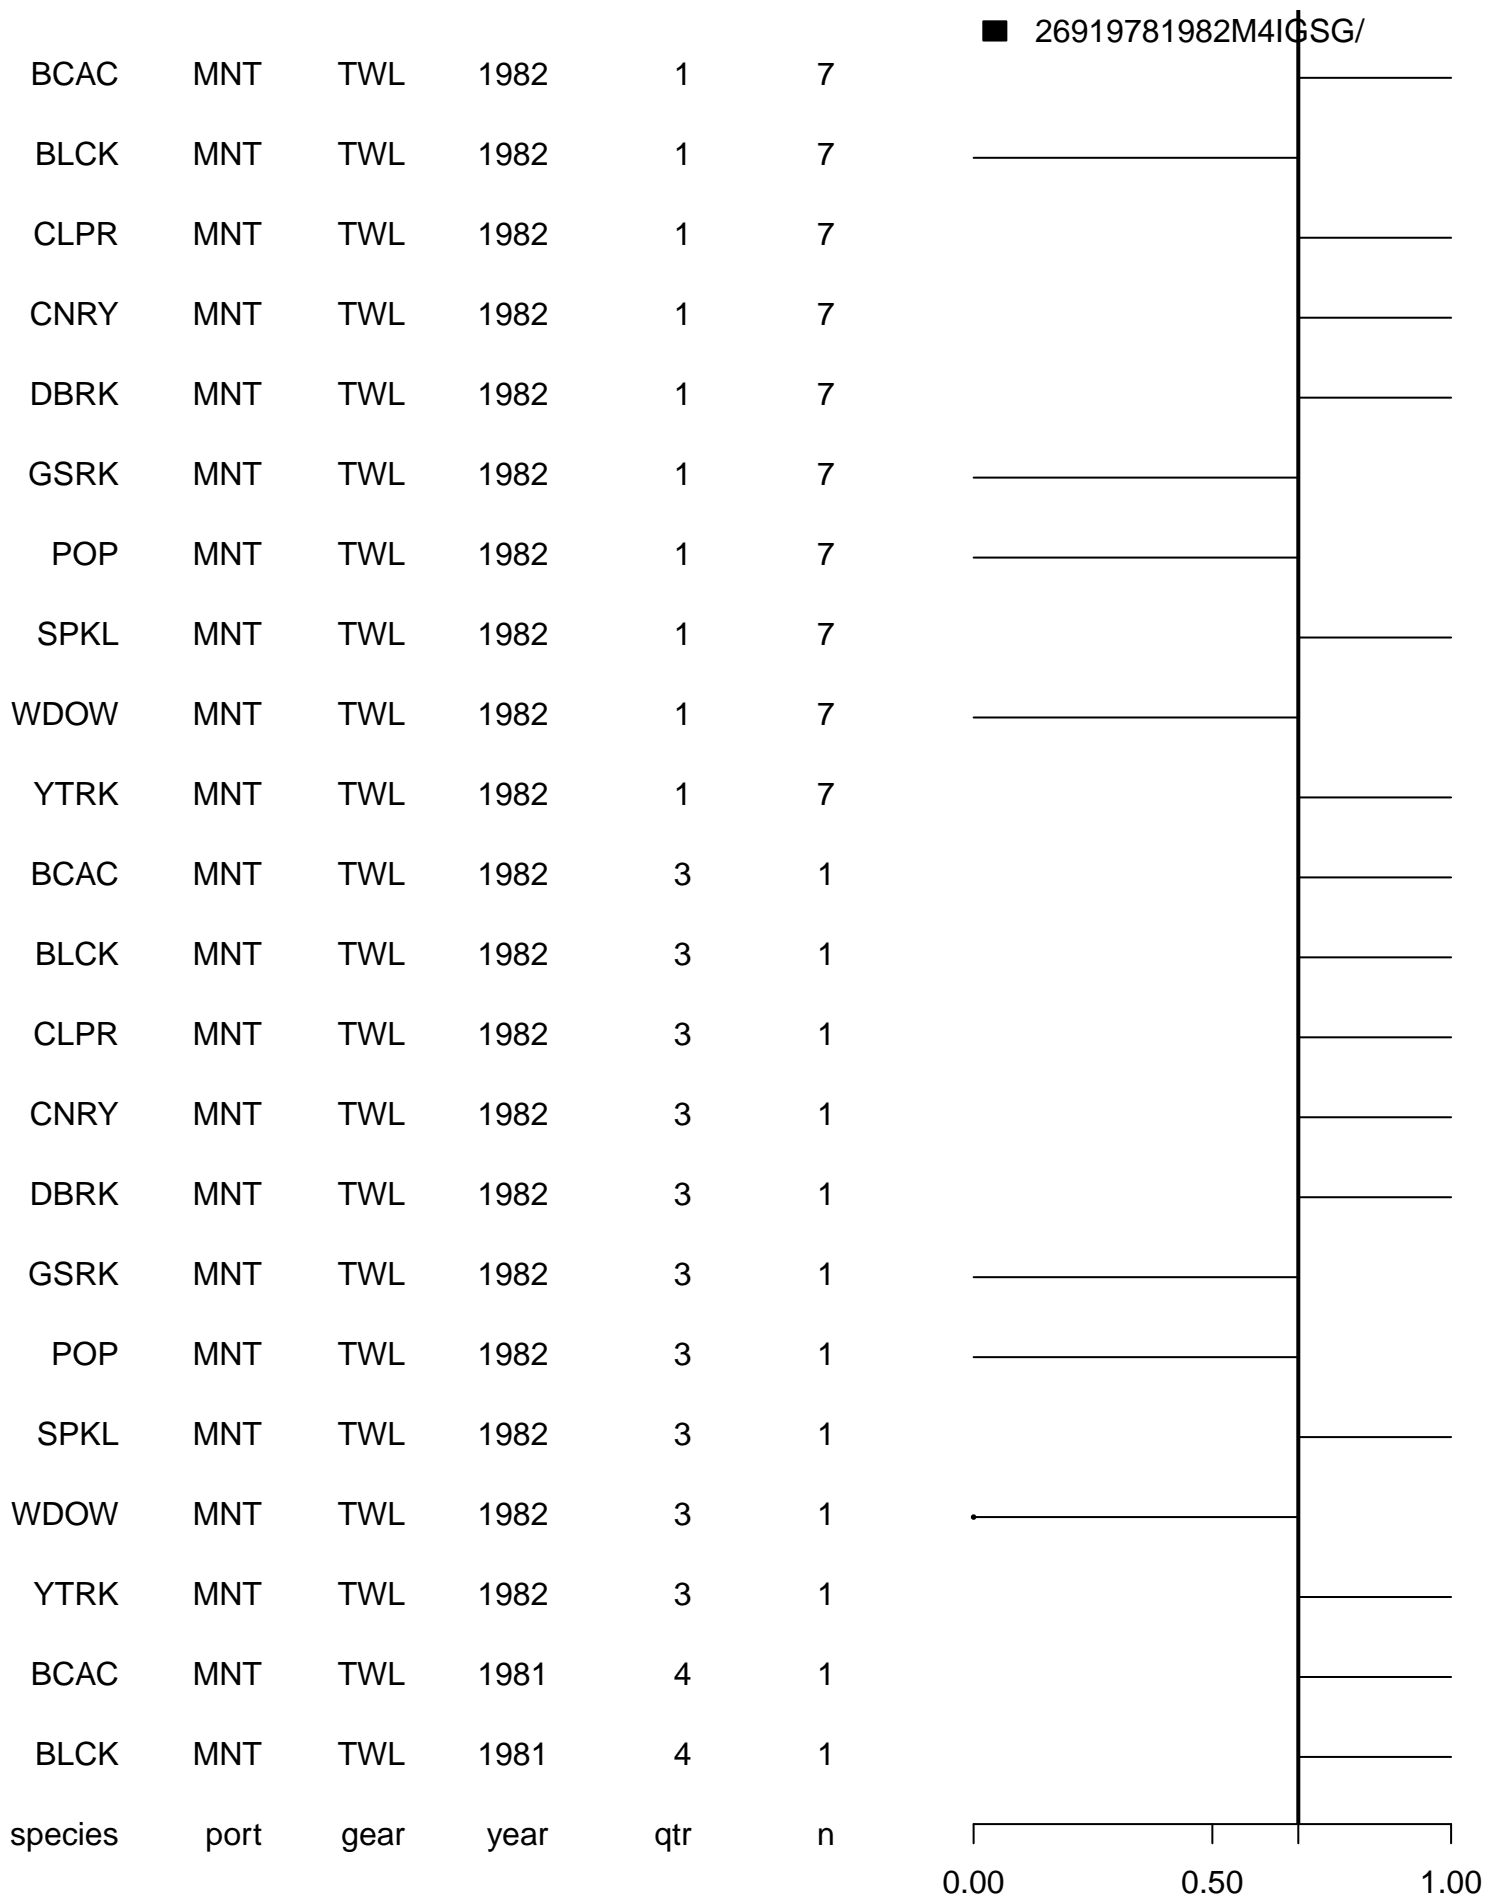 26919781982M4IGSG/
BCAC MNT TWL 1982 1 7
BLCK MNT TWL 1982 1 7
CLPR MNT TWL 1982 1 7
CNRY MNT TWL 1982 1 7
DBRK MNT TWL 1982 1 7
GSRK MNT TWL 1982 1 7
POP MNT TWL 1982 1 7
SPKL MNT TWL 1982 1 7
WDOW MNT TWL 1982 1 7
YTRK MNT TWL 1982 1 7
BCAC MNT TWL 1982 3 1
BLCK MNT TWL 1982 3 1
CLPR MNT TWL 1982 3 1
CNRY MNT TWL 1982 3 1
DBRK MNT TWL 1982 3 1
GSRK MNT TWL 1982 3 1
POP MNT TWL 1982 3 1
SPKL MNT TWL 1982 3 1
WDOW MNT TWL 1982 3 1
YTRK MNT TWL 1982 3 1
BCAC MNT TWL 1981 4 1
BLCK MNT TWL 1981 4 1
species port gear year qtr n
0.00 0.50 1.00